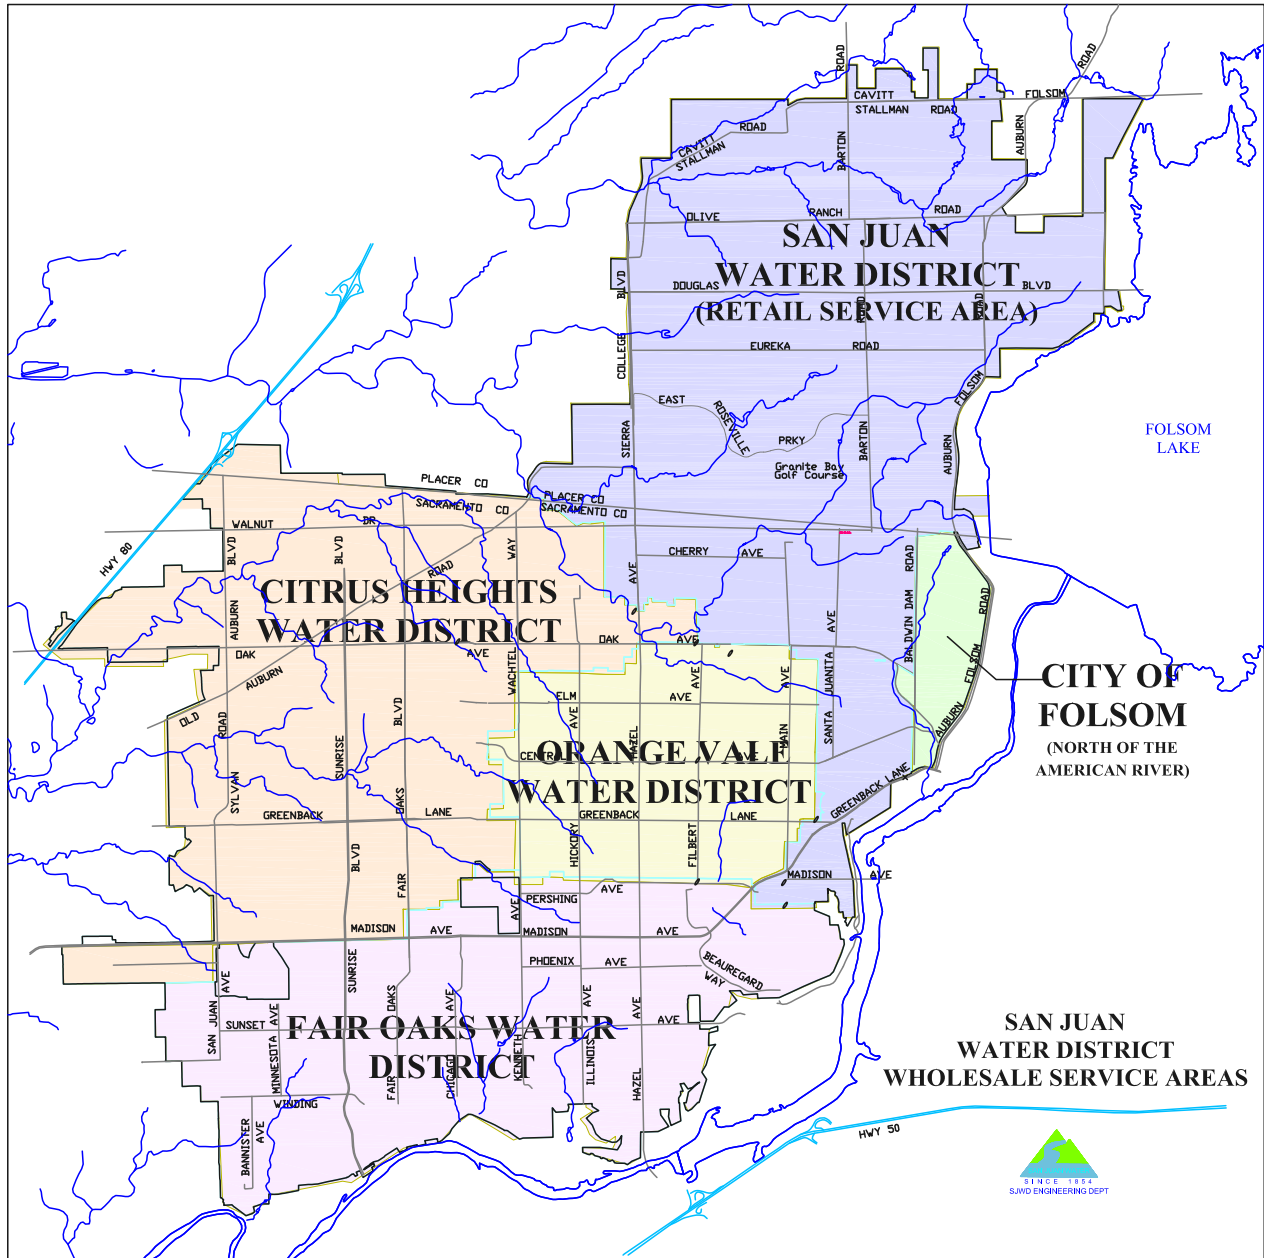 ROAD
ROAD
CAVITT
FOLSOM
STALLMAN
ROAD
ROAD
CAVITT
STALLMAN
BARTON
AUBURN
OLIVE
RANCH
ROAD
SAN JUAN
WATER DISTRICT
(RETAIL SERVICE AREA)
BLVD
DOUGLAS
BLVD
ROAD
ROAD
COLLEGE
EUREKA
ROAD
EAST
ROSEVILLE
PRKY
FOLSOM
SIERRA
BARTON
AUBURN
FOLSOM
LAKE
Granite Bay
Golf Course
PLACER CO
SACRAMENTO CO
PLACER CO
SACRAMENTO CO
WALNUT
DR
HWY 80
BLVD
BLVD
ROAD
WAY
CHERRY
AVE
AVE
ROAD
CITRUS HEIGHTS
WATER DISTRICT
AUBURN
OAK
AVE
OAK
AVE
AUBURN
OLD
WACHTEL
AVE
BALDWIN DAM
ROAD
FOLSOM
AUBURN
CITY OF
FOLSOM
(NORTH OF THE
AMERICAN RIVER)
ELM
AVE
AVE
AVE
AVE
SANTA JUANITA
ROAD
BLVD
SUNRISE
HAZEL
MAIN
CENTRAL
AVE
ORANGE VALE
WATER DISTRICT
SYLVAN
OAKS
GREENBACK
LANE
GREENBACK
LANE
GREENBACK LANE
HICKORY
FILBERT
BLVD
FAIR
MADISON
AVE
PERSHING
AVE
AVE
MADISON
AVE
MADISON
AVE
PHOENIX
AVE
BEAUREGARD
WAY
SUNRISE
AVE
SAN JUAN
SUNSET
MINNESOTA AVE
OAKS
FAIR
AVE
CHICAGO
KENNETH
AVE
ILLINOIS
AVE
HAZEL
AVE
FAIR OAKS WATER
DISTRICT
WINDING
BANNISTER
AVE
SAN JUAN
WATER DISTRICT
WHOLESALE SERVICE AREAS
HWY 50
SINCE 1854
SJWD ENGINEERING DEPT